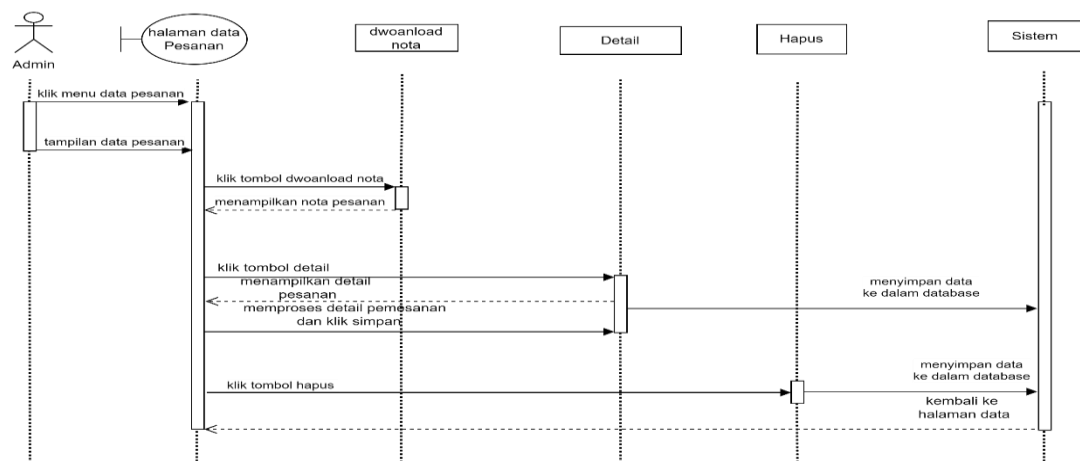 halaman data
Pesanan
dwoanload
nota
Detail
Hapus
Sistem
Admin
klik menu data pesanan
tampilan data pesanan
klik tombol dwoanload nota
menampilkan nota pesanan
klik tombol detail
menampilkan detail
pesanan
menyimpan data
ke dalam database
memproses detail pemesanan
dan klik simpan
menyimpan data
ke dalam database
klik tombol hapus
kembali ke
halaman data